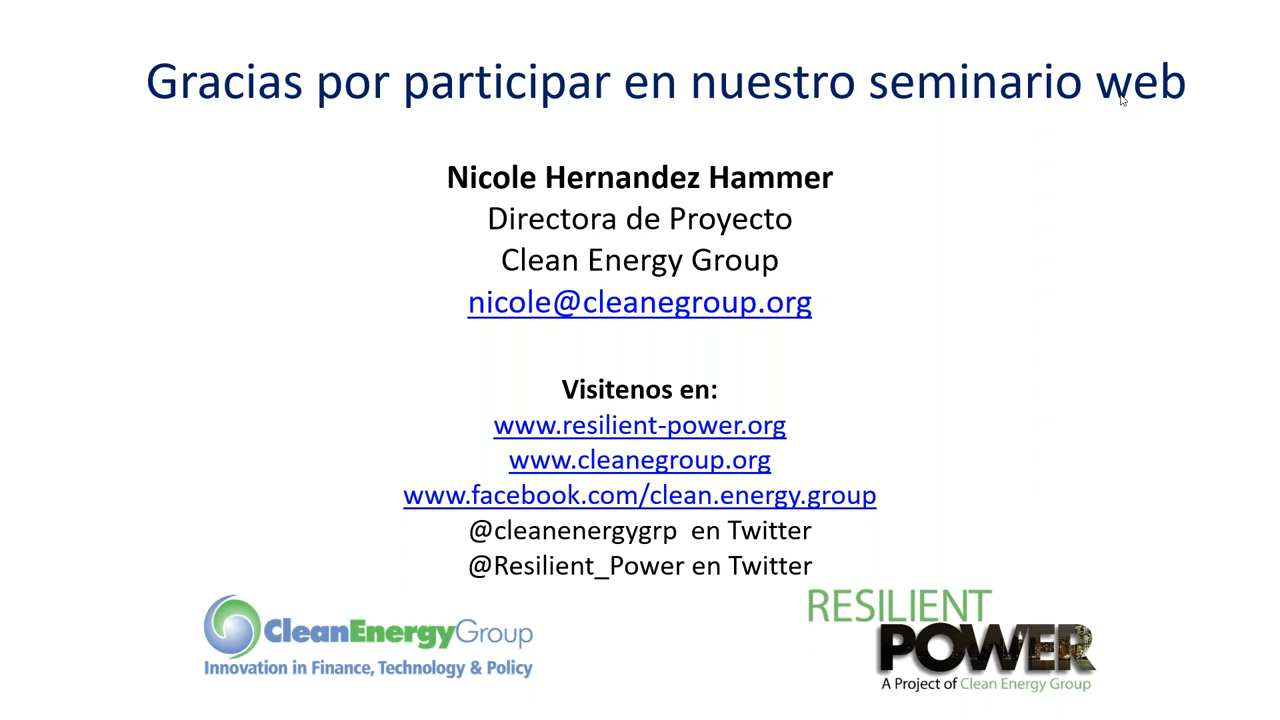 Gracias por participar en nuestro seminario web
Nicole Hernandez Hammer
Directora de Proyecto
Clean Energy Group
nicole@cleanegroup.org
Visitenos en:
www.resilient-power.org
www.cleanegroup.org
www.facebook.com/clean.energy.group
@cleanenergygrp en Twitter
@Resilient_Power en Twitter
CleanEnergyGroup
Innovation in Finance, Technology & Policy
RESILIENT
POWER
A Project of Clean Energy Group